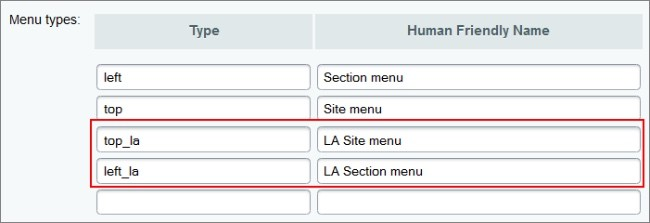 Menu types:
Type Human Friendly Name
left Section menu
top Site menu
top_la LA Site menu
left_la LA Section menu